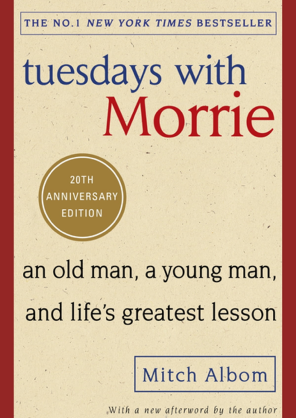 THE NO.1 NEW YORK TIMES BESTSELLER
tuesdays with
Morrie
20TH
ANNIVERSARY
EDITION
an old man, a young man,
and life's greatest lesson
Mitch Albom
With a new afterword by the author